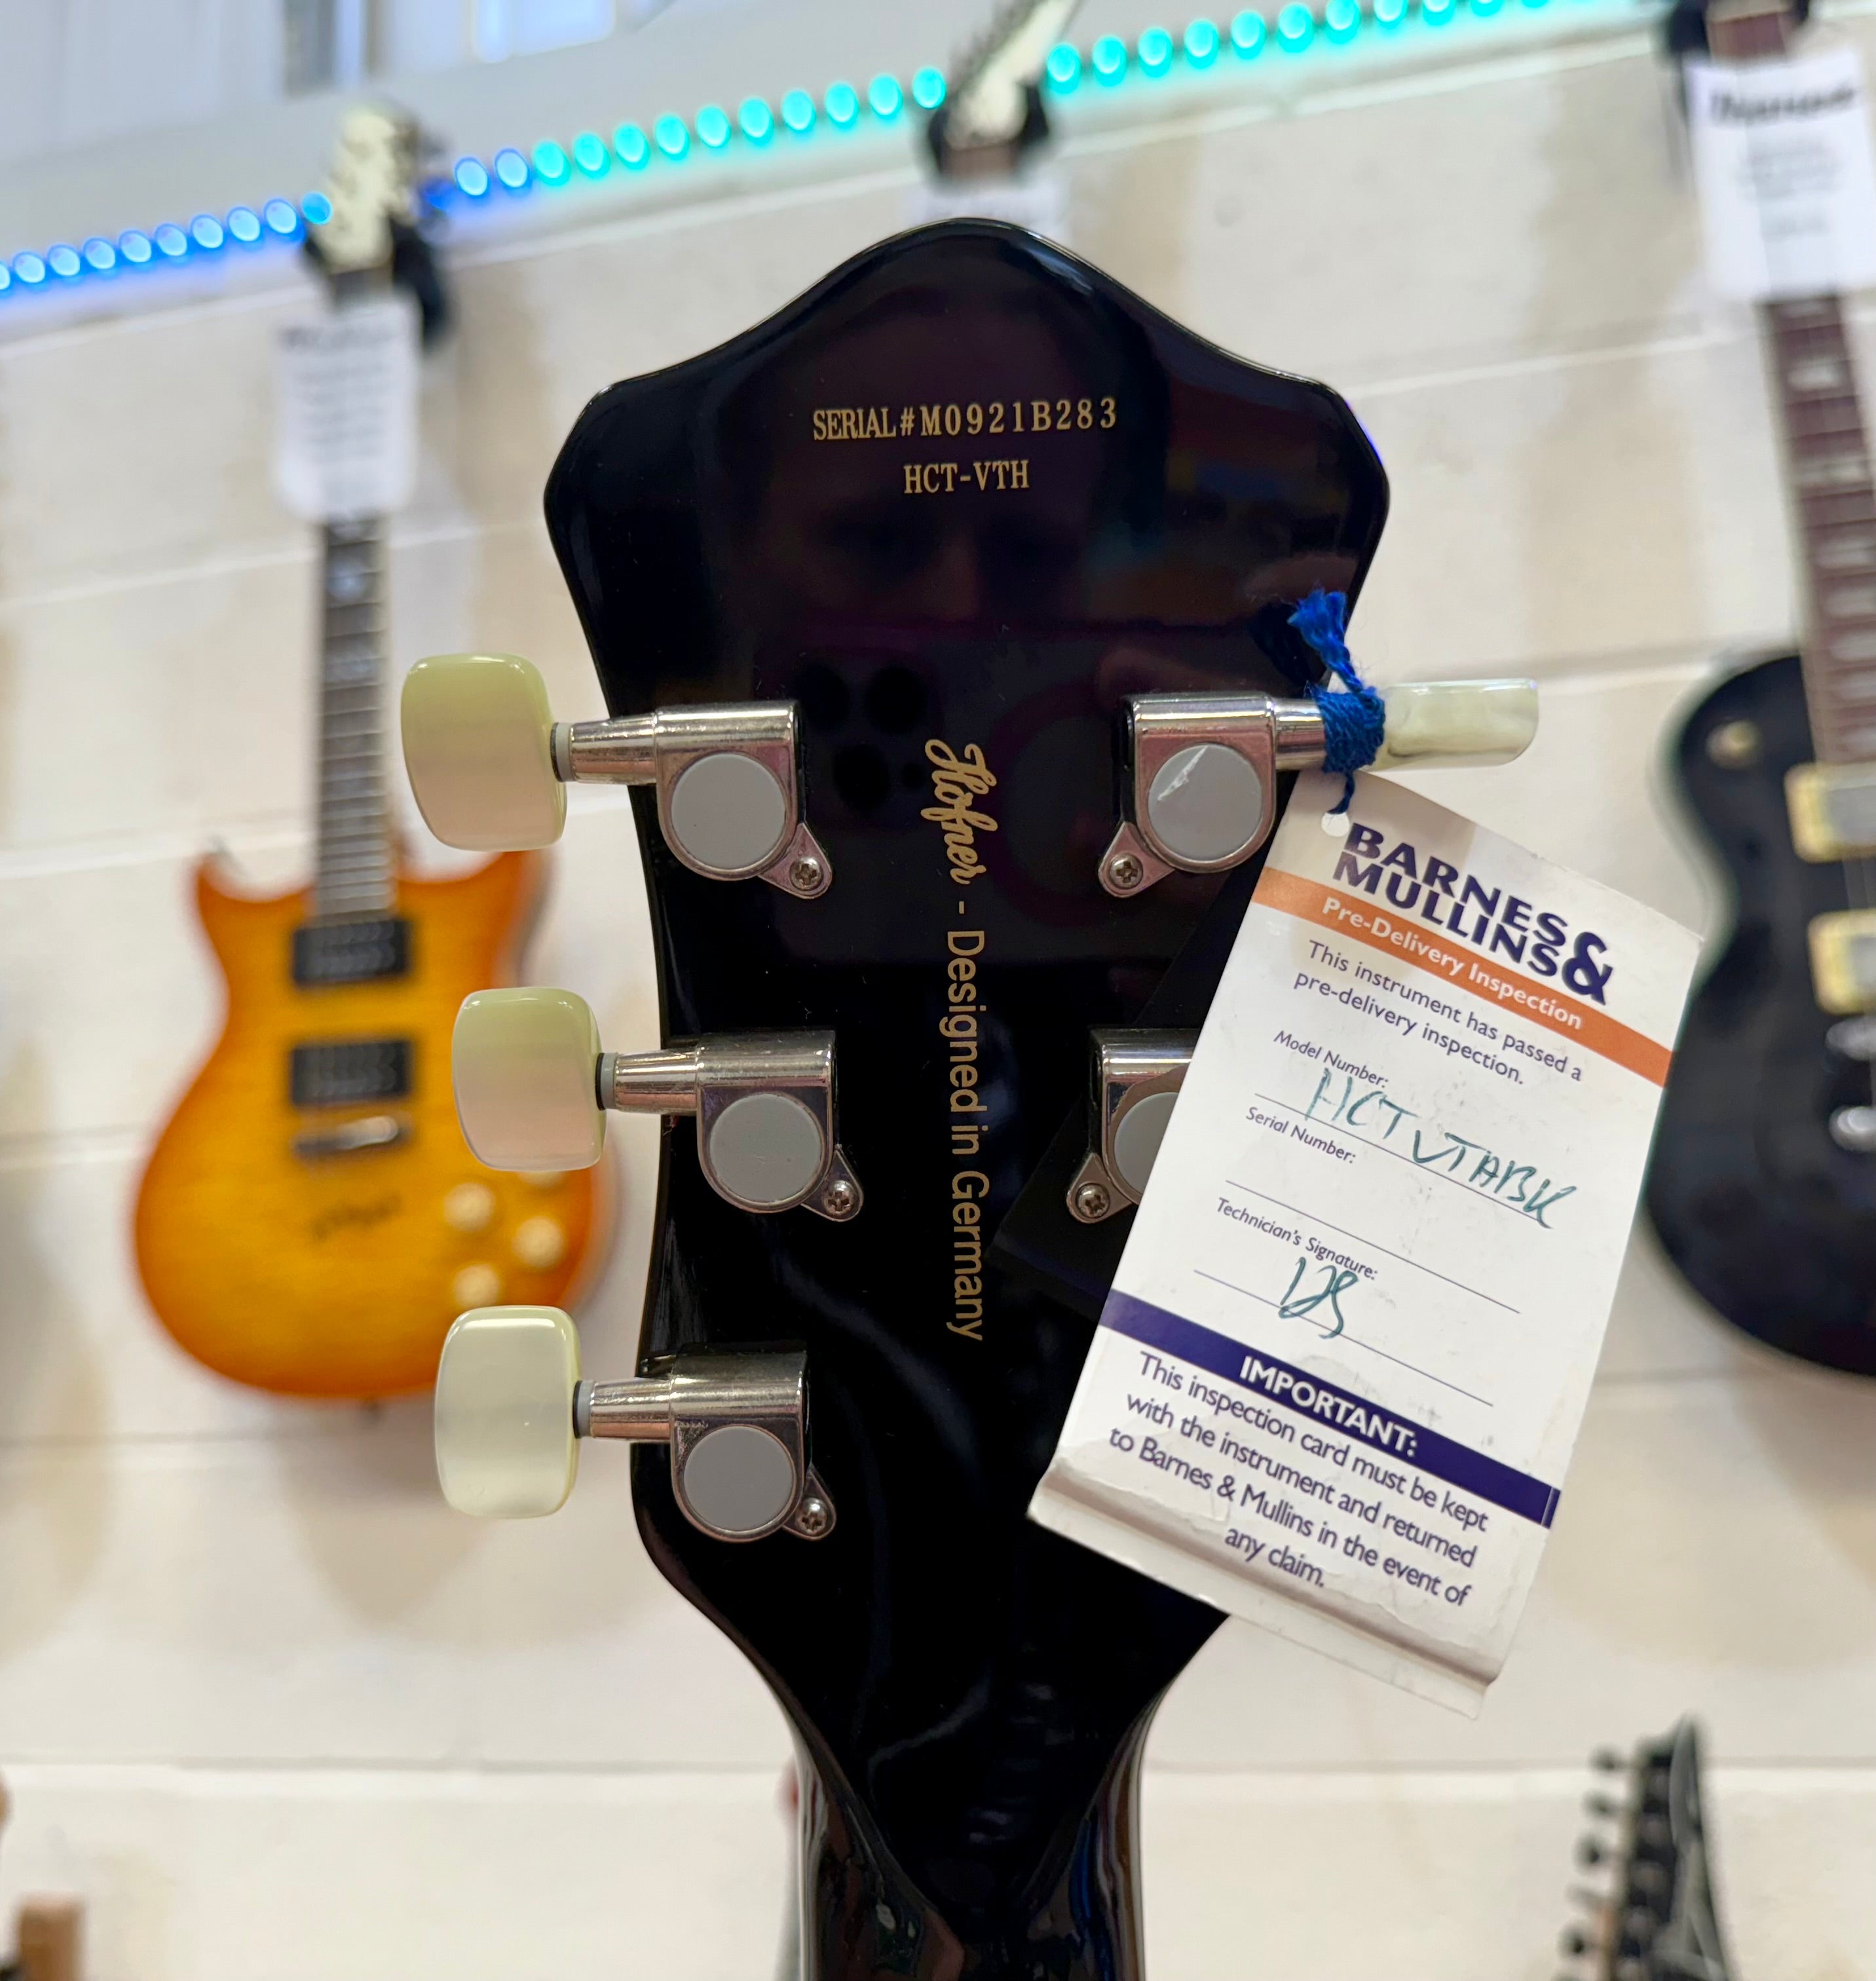 SERIAL#M0921B283
HCT-VTH
Hofner - Designed in Germany
BARNES &
MULLINS
Pre-Delivery Inspection
This instrument has passed a
pre-delivery inspection.
Model Number:
HCT VTHBK
Serial Number:
Technician's Signature:
IMPORTANT:
This inspection card must be kept
with the instrument and returned
to Barnes & Mullins in the event of
any claim.